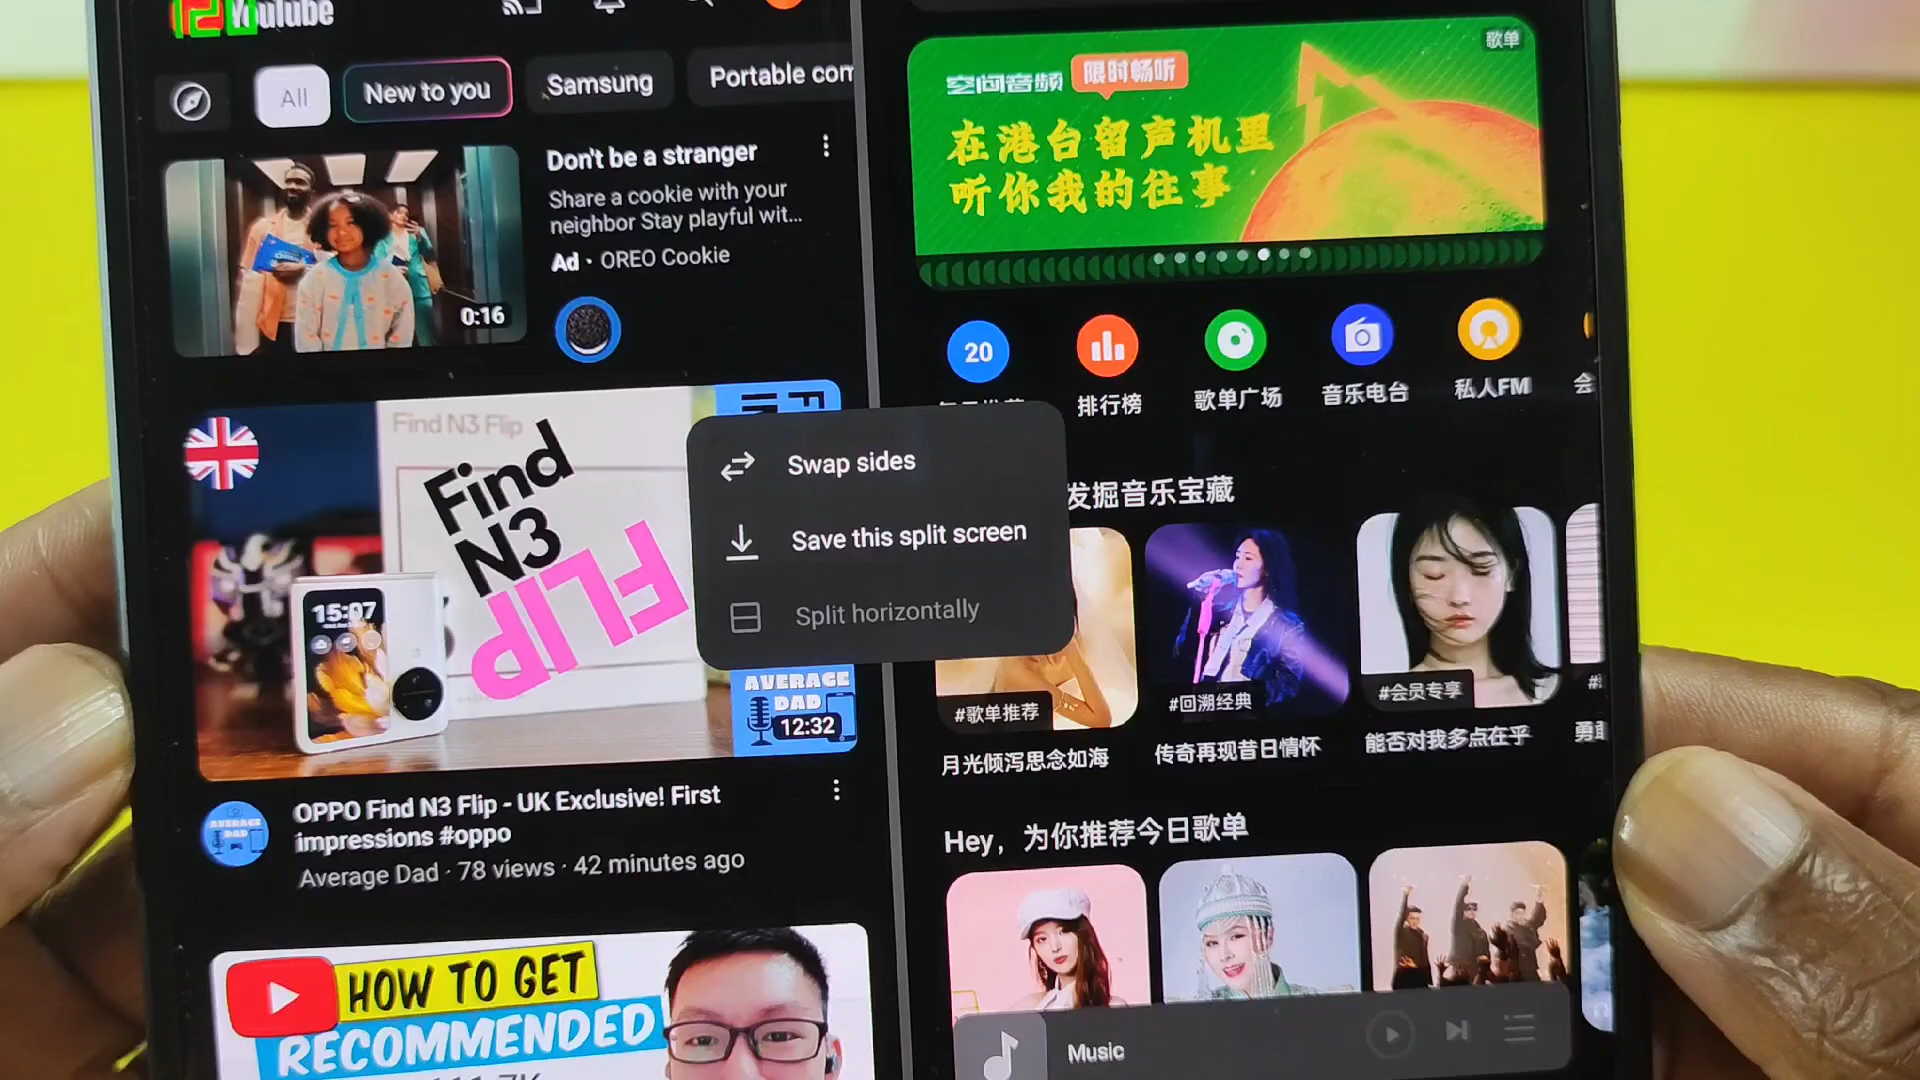 YouTube
All
New to you
Samsung
Portable com
Don't be a stranger
Share a cookie with your
neighbor Stay playful wit...
Ad · OREO Cookie
0:16
Find N3 Flip
Find
N3
FLIP
15:07
AVERAGE
DAD
12:32
OPPO Find N3 Flip - UK Exclusive! First
impressions #oppo
Average Dad · 78 views · 42 minutes ago
HOW TO GET
RECOMMENDED
Swap sides
Save this split screen
Split horizontally
歌单
空间音频
限时畅听
在港台留声机里
听你我的往事
20
排行榜
歌单广场
音乐电台
私人FM
会
发掘音乐宝藏
#歌单推荐
#回溯经典
#会员专享
月光倾泻思念如海
传奇再现昔日情怀
能否对我多点在乎
勇敢
Hey，为你推荐今日歌单
Music